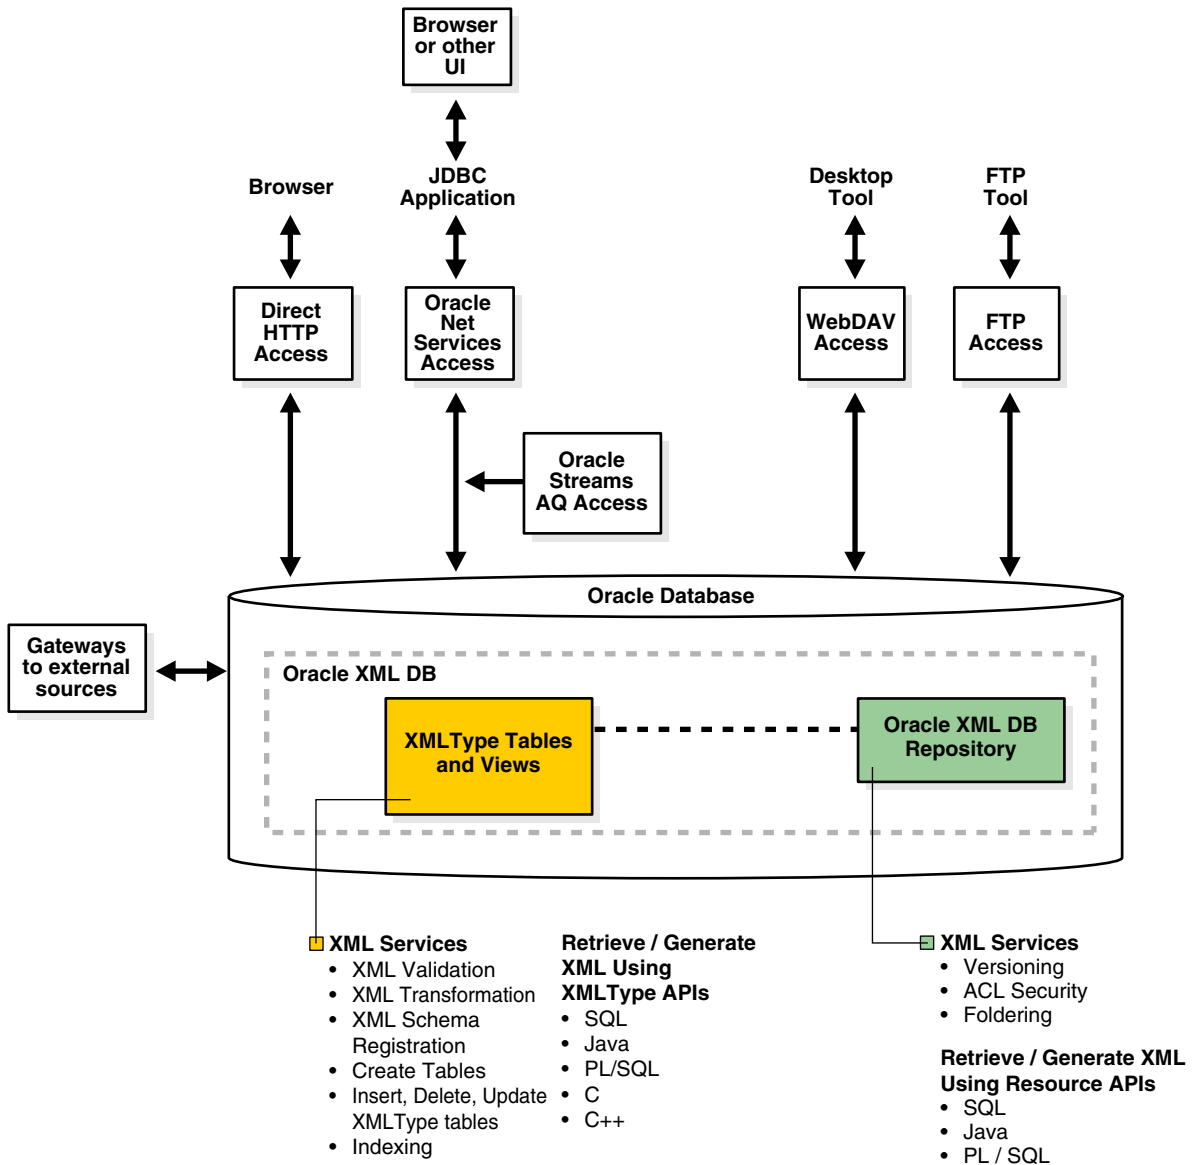 Browser
or other
UI
Browser
JDBC
Application
Desktop
Tool
FTP
Tool
Direct
HTTP
Access
Oracle
Net
Services
Access
WebDAV
Access
FTP
Access
Oracle
Streams
AQ Access
Oracle Database
Gateways
to external
sources
Oracle XML DB
XMLType Tables
and Views
Oracle XML DB
Repository
XML Services
• XML Validation
• XML Transformation
• XML Schema
Registration
• Create Tables
• Insert, Delete, Update
XMLType tables
• Indexing
Retrieve / Generate
XML Using
XMLType APIs
• SQL
• Java
• PL/SQL
• C
• C++
XML Services
• Versioning
• ACL Security
• Foldering
Retrieve / Generate XML
Using Resource APIs
• SQL
• Java
• PL / SQL